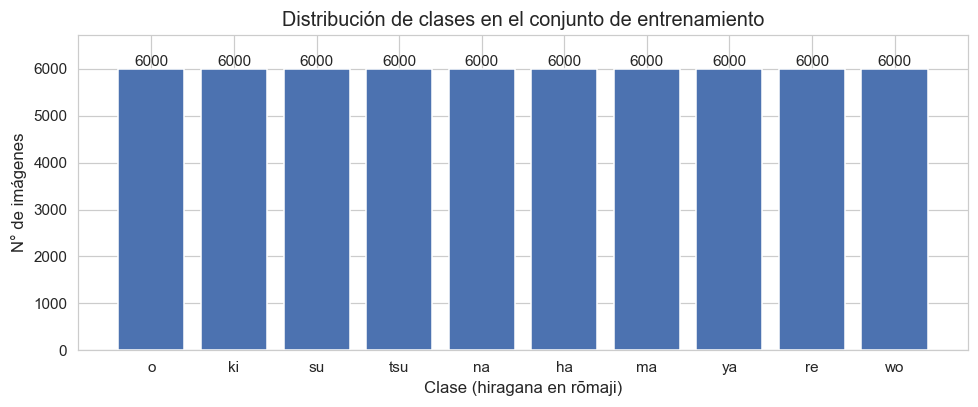 Distribución de clases en el conjunto de entrenamiento
6000 6000 6000 6000 6000 6000 6000 6000 6000 6000
6000
5000
4000
3000
2000
1000
0
N° de imágenes
o ki su tsu na ha ma ya re wo
Clase (hiragana en rōmaji)